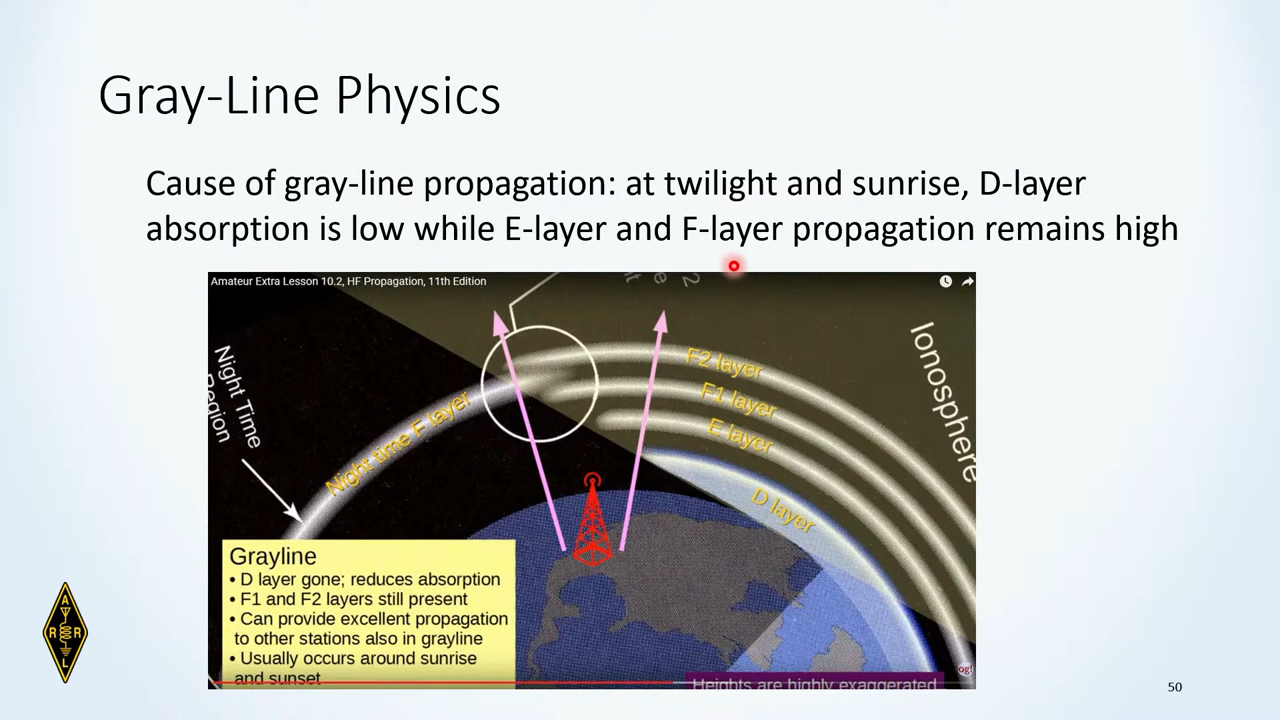 Gray-Line Physics
Cause of gray-line propagation: at twilight and sunrise, D-layer
absorption is low while E-layer and F-layer propagation remains high
Amateur Extra Lesson 10.2, HF Propagation, 11th Edition
Night Time
Region
Night time F layer
F2 layer
F1 layer
E layer
D layer
Ionosphere
Grayline
• D layer gone; reduces absorption
• F1 and F2 layers still present
• Can provide excellent propagation
to other stations also in grayline
• Usually occurs around sunrise
and sunset
Heights are highly exaggerated
og!
A
R R
L
50